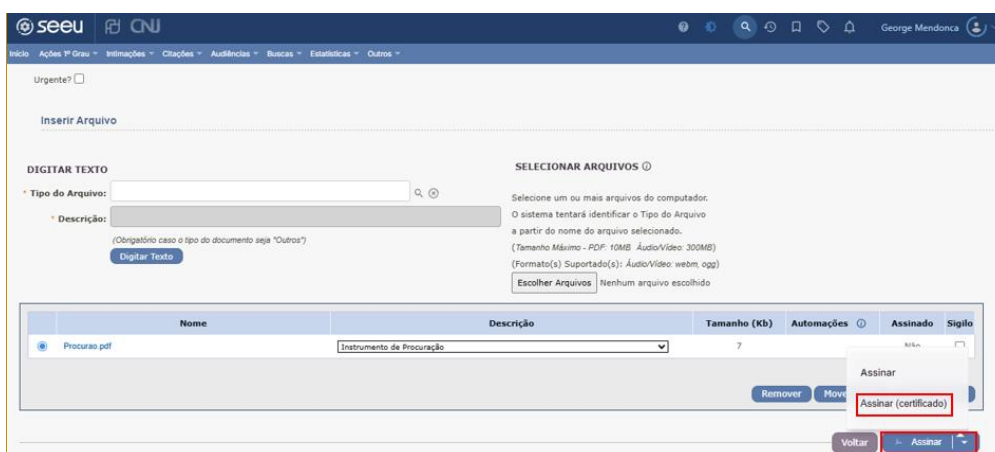 seeu CNJ George Mendonca
Início Ações 1º Grau Intimações Citações Audiências Buscas Estatísticas Outros
Urgente?
Inserir Arquivo
DIGITAR TEXTO
* Tipo do Arquivo:
* Descrição:
(Obrigatório caso o tipo do documento seja "Outros")
Digitar Texto
SELECIONAR ARQUIVOS
Selecione um ou mais arquivos do computador.
O sistema tentará identificar o Tipo do Arquivo
a partir do nome do arquivo selecionado.
(Tamanho Máximo - PDF: 10MB Áudio/Vídeo: 300MB)
(Formato(s) Suportado(s): Áudio/Vídeo: webm, ogg)
Escolher Arquivos Nenhum arquivo escolhido
Nome Descrição Tamanho (Kb) Automações Assinado Sigilo
Procurao.pdf Instrumento de Procuração 7 Não
Assinar
Assinar (certificado)
Remover Move
Voltar Assinar